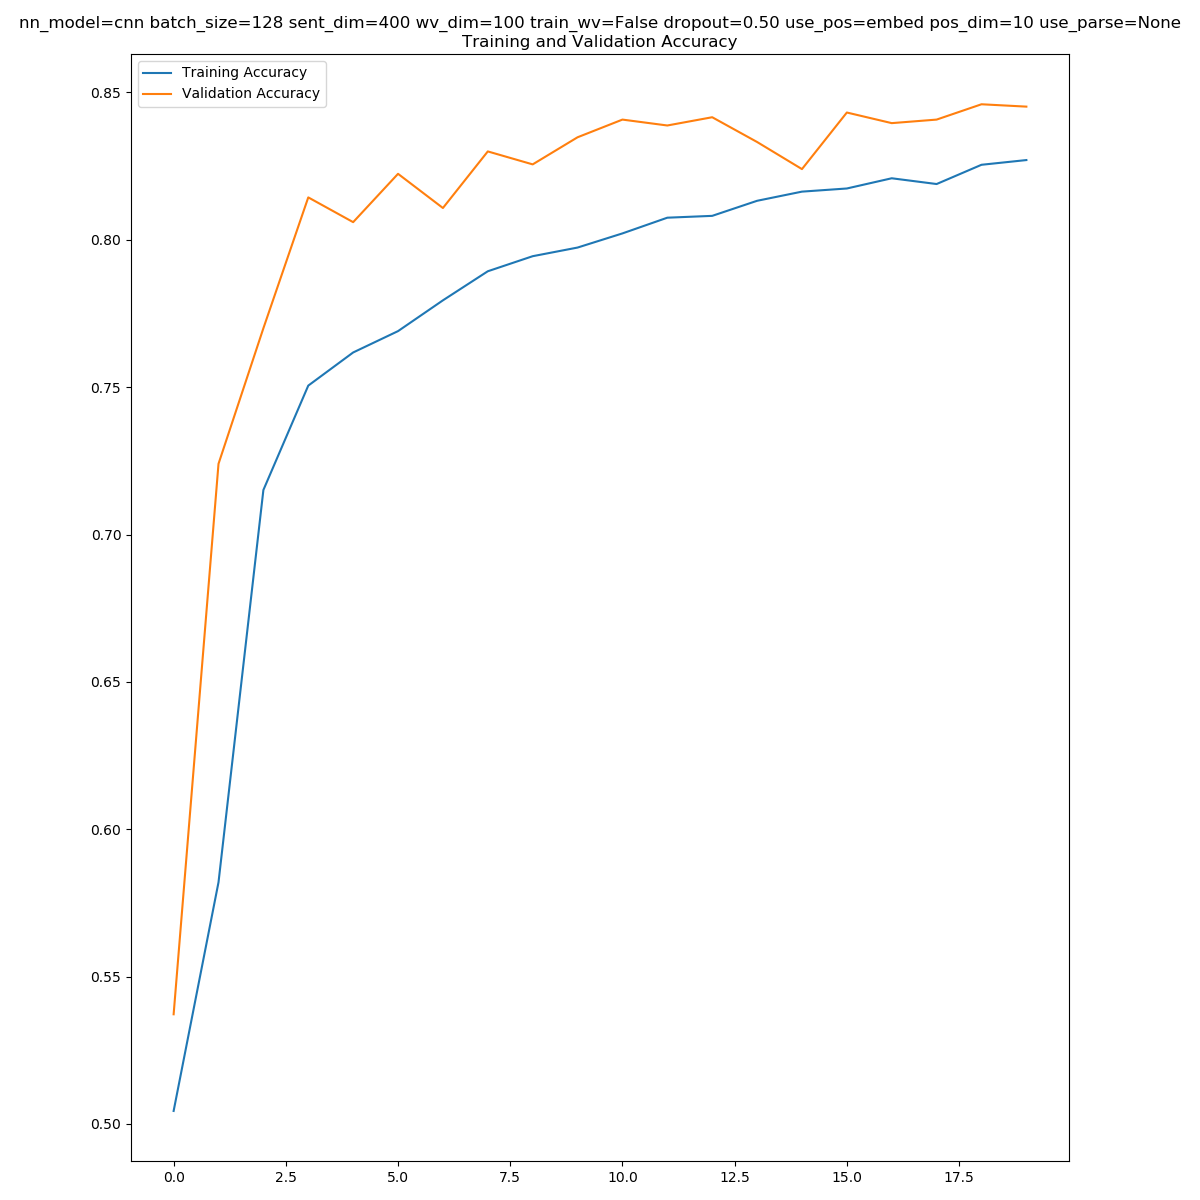 nn_model=cnn batch_size=128 sent_dim=400 wv_dim=100 train_wv=False dropout=0.50 use_pos=embed pos_dim=10 use_parse=None
Training and Validation Accuracy
Training Accuracy
Validation Accuracy
0.85
0.80
0.75
0.70
0.65
0.60
0.55
0.50
0.0 2.5 5.0 7.5 10.0 12.5 15.0 17.5